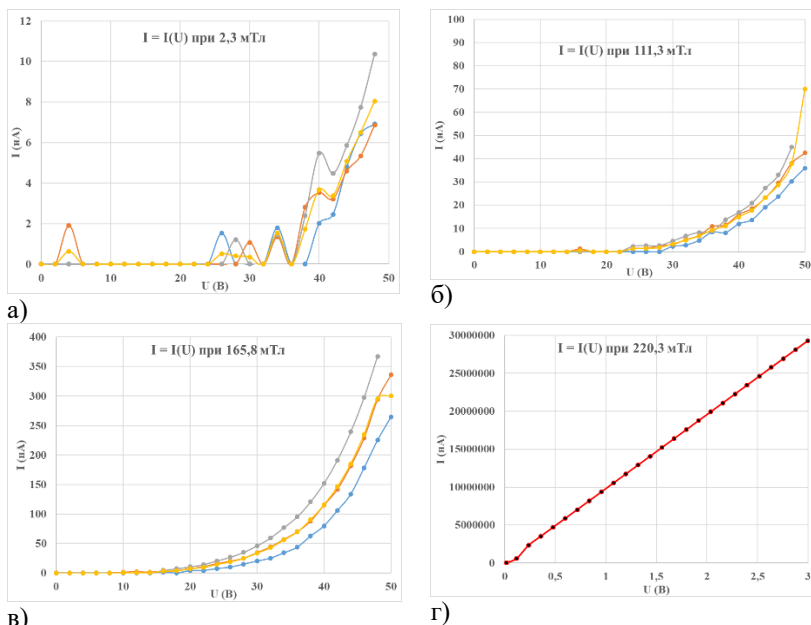 I = I(U) при 2,3 мТл
I (нА)
12
10
8
6
4
2
0
0 10 20 30 40 50
U (В)
а)
I = I(U) при 111,3 мТл
I (нА)
100
90
80
70
60
50
40
30
20
10
0
0 10 20 30 40 50
U (В)
б)
I = I(U) при 165,8 мТл
I (нА)
400
350
300
250
200
150
100
50
0
0 10 20 30 40 50
U (В)
в)
I = I(U) при 220,3 мТл
I (нА)
30000000
25000000
20000000
15000000
10000000
5000000
0
0 0,5 1 1,5 2 2,5 3
U (В)
г)